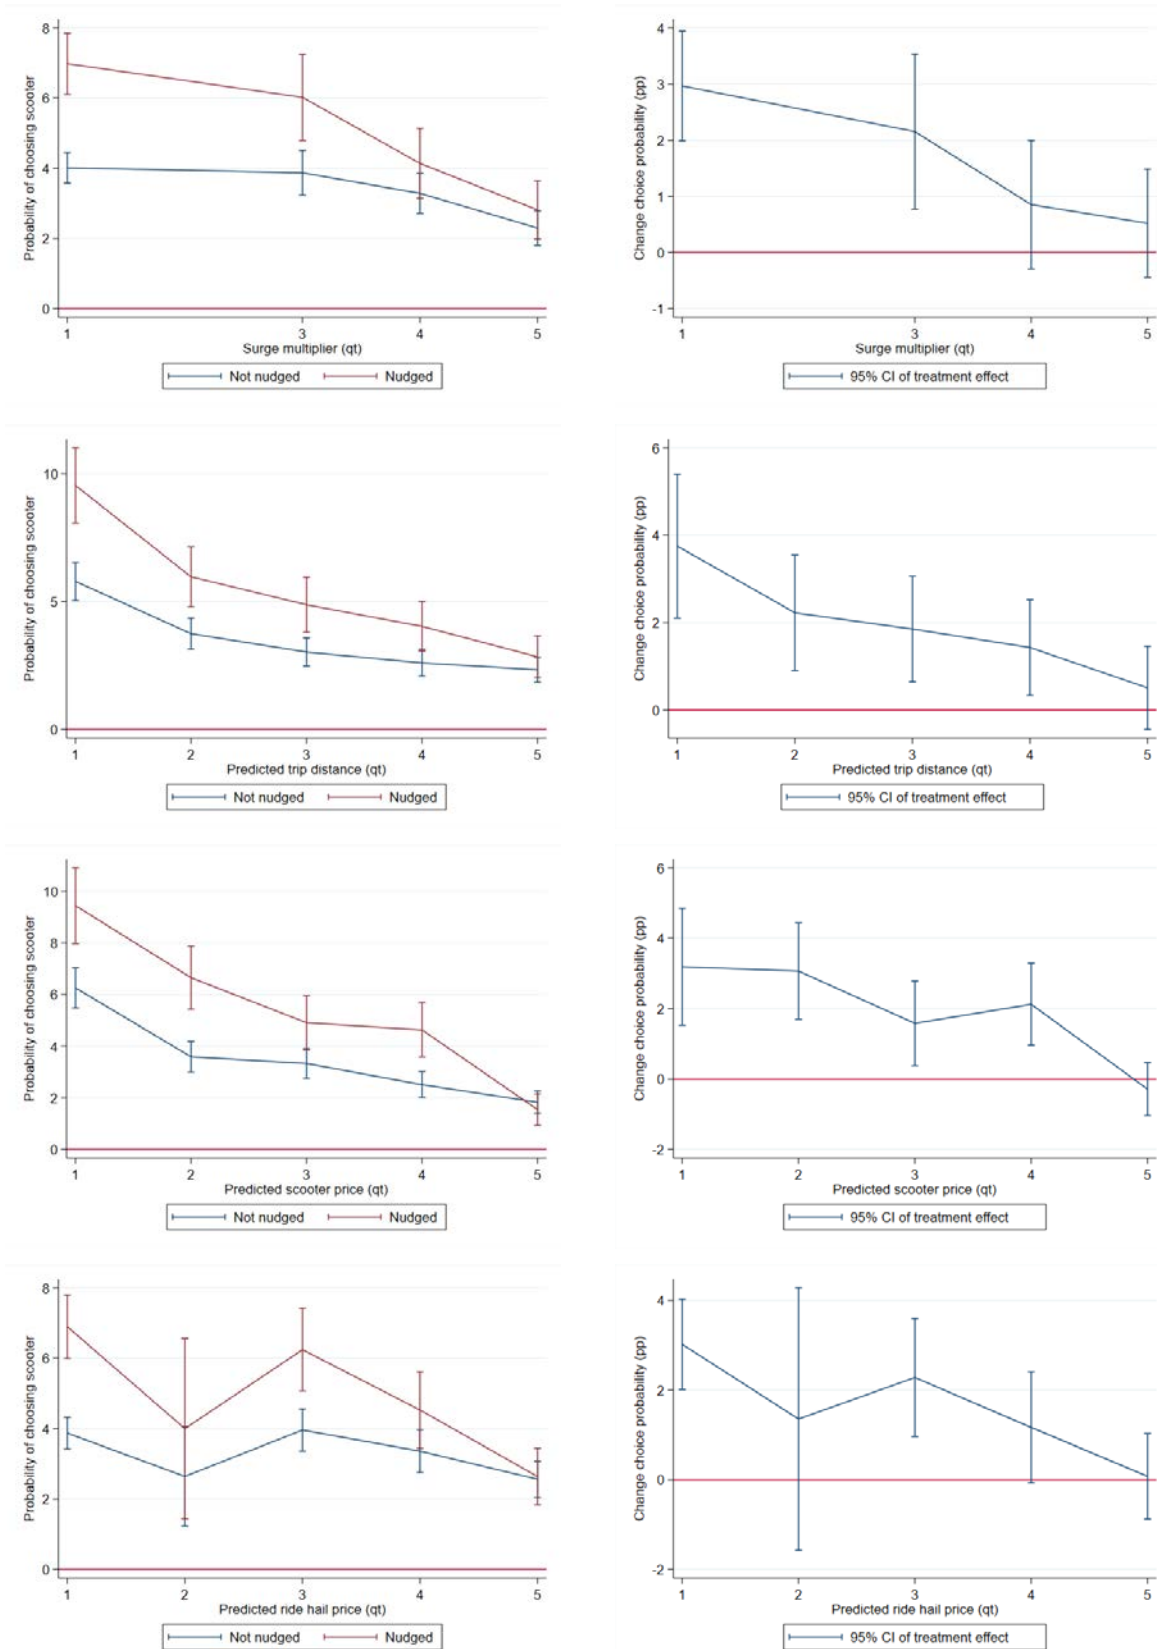 Probability of choosing scooter
8
6
4
2
0
1
3
4
5
Surge multiplier (qt)
Not nudged
Nudged
Change choice probability (pp)
4
3
2
1
0
-1
1
3
4
5
Surge multiplier (qt)
95% CI of treatment effect
Probability of choosing scooter
10
5
0
1
2
3
4
5
Predicted trip distance (qt)
Not nudged
Nudged
Change choice probability (pp)
6
4
2
0
1
2
3
4
5
Predicted trip distance (qt)
95% CI of treatment effect
Probability of choosing scooter
10
8
6
4
2
0
1
2
3
4
5
Predicted scooter price (qt)
Not nudged
Nudged
Change choice probability (pp)
6
4
2
0
-2
1
2
3
4
5
Predicted scooter price (qt)
95% CI of treatment effect
Probability of choosing scooter
8
6
4
2
0
1
2
3
4
5
Predicted ride hail price (qt)
Not nudged
Nudged
Change choice probability (pp)
4
2
0
-2
1
2
3
4
5
Predicted ride hail price (qt)
95% CI of treatment effect